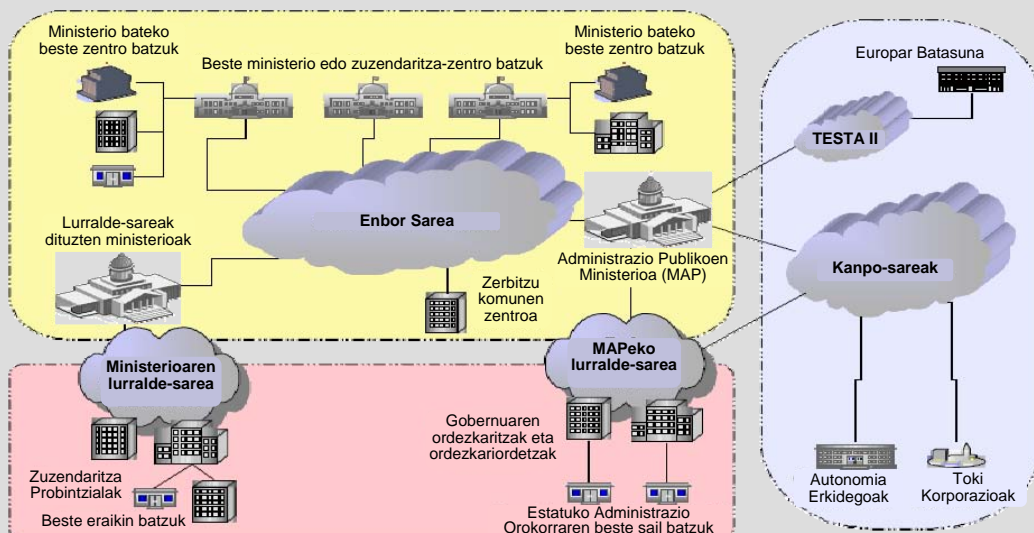 Ministerio bateko
beste zentro batzuk
Beste ministerio edo zuzendaritza-zentro batzuk
Ministerio bateko
beste zentro batzuk
Europar Batasuna
TESTA II
Enbor Sarea
Lurralde-sareak
dituzten ministerioak
Administrazio Publikoen
Ministerioa (MAP)
Kanpo-sareak
Zerbitzu
komunen
zentroa
Ministerioaren
lurralde-sarea
MAPeko
lurralde-sarea
Gobernuaren
ordezkaritzak eta
ordezkariordetzak
Zuzendaritza
Probintzialak
Beste eraikin batzuk
Estatuko Administrazio
Orokorraren beste sail batzuk
Autonomia
Erkidegoak
Toki
Korporazioak